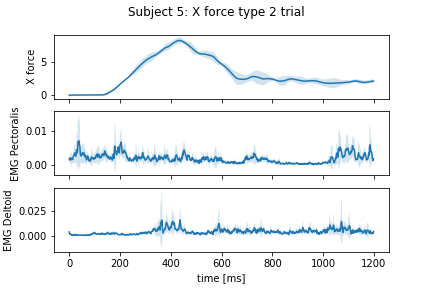 Subject 5: X force type 2 trial
X force
5
0
EMG Pectoralis
0.01
0.00
EMG Deltoid
0.025
0.000
0 200 400 600 800 1000 1200
time [ms]